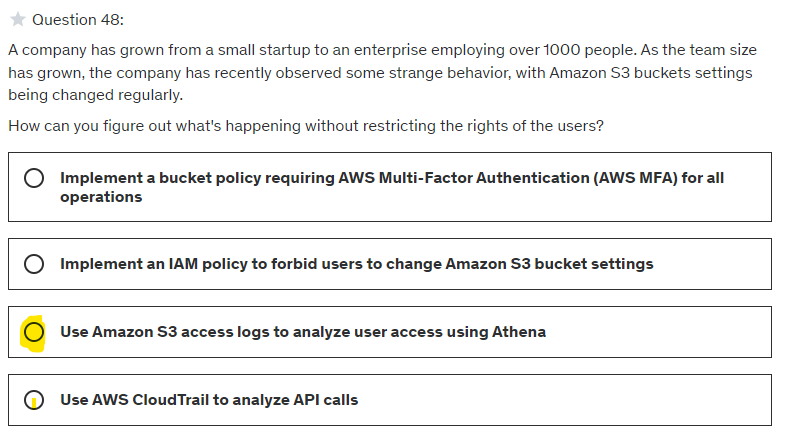 Question 48:
A company has grown from a small startup to an enterprise employing over 1000 people. As the team size
has grown, the company has recently observed some strange behavior, with Amazon S3 buckets settings
being changed regularly.
How can you figure out what's happening without restricting the rights of the users?
Implement a bucket policy requiring AWS Multi-Factor Authentication (AWS MFA) for all
operations
Implement an IAM policy to forbid users to change Amazon S3 bucket settings
Use Amazon S3 access logs to analyze user access using Athena
Use AWS CloudTrail to analyze API calls